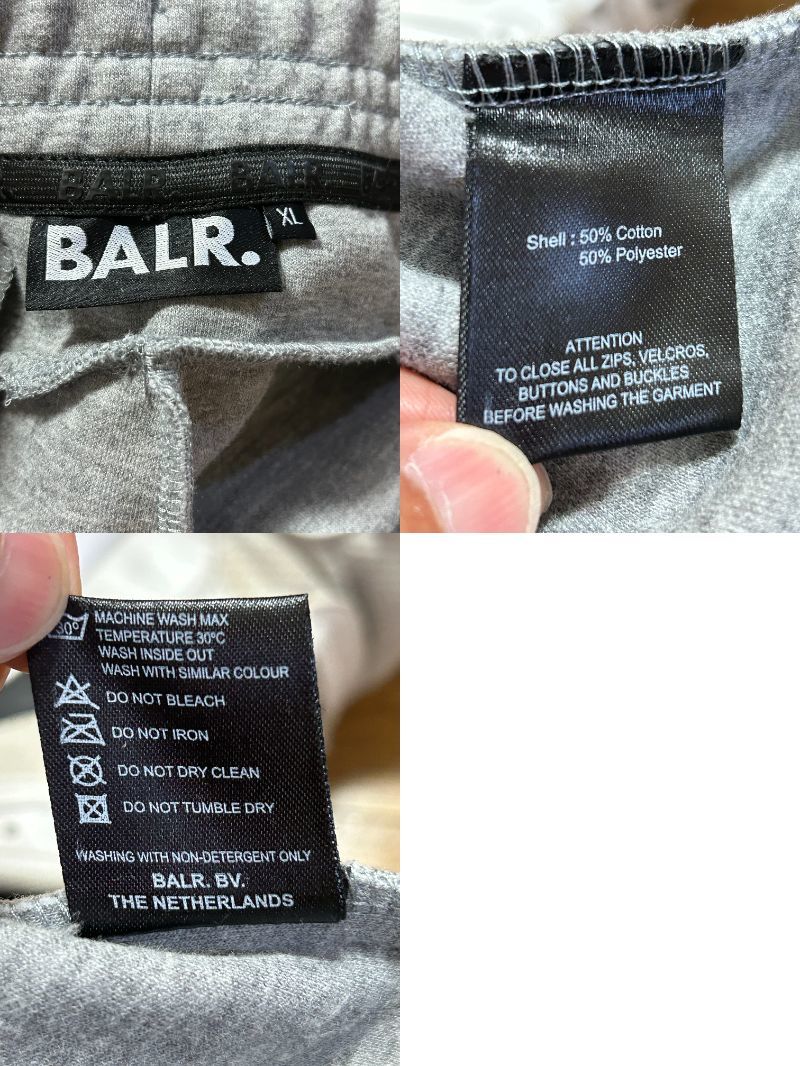 BALR. BALR.
BALR.
XL
Shell : 50% Cotton
50% Polyester
ATTENTION
TO CLOSE ALL ZIPS, VELCROS,
BUTTONS AND BUCKLES
BEFORE WASHING THE GARMENT
30°
MACHINE WASH MAX
TEMPERATURE 30°C
WASH INSIDE OUT
WASH WITH SIMILAR COLOUR
DO NOT BLEACH
DO NOT IRON
DO NOT DRY CLEAN
DO NOT TUMBLE DRY
WASHING WITH NON-DETERGENT ONLY
BALR. BV.
THE NETHERLANDS